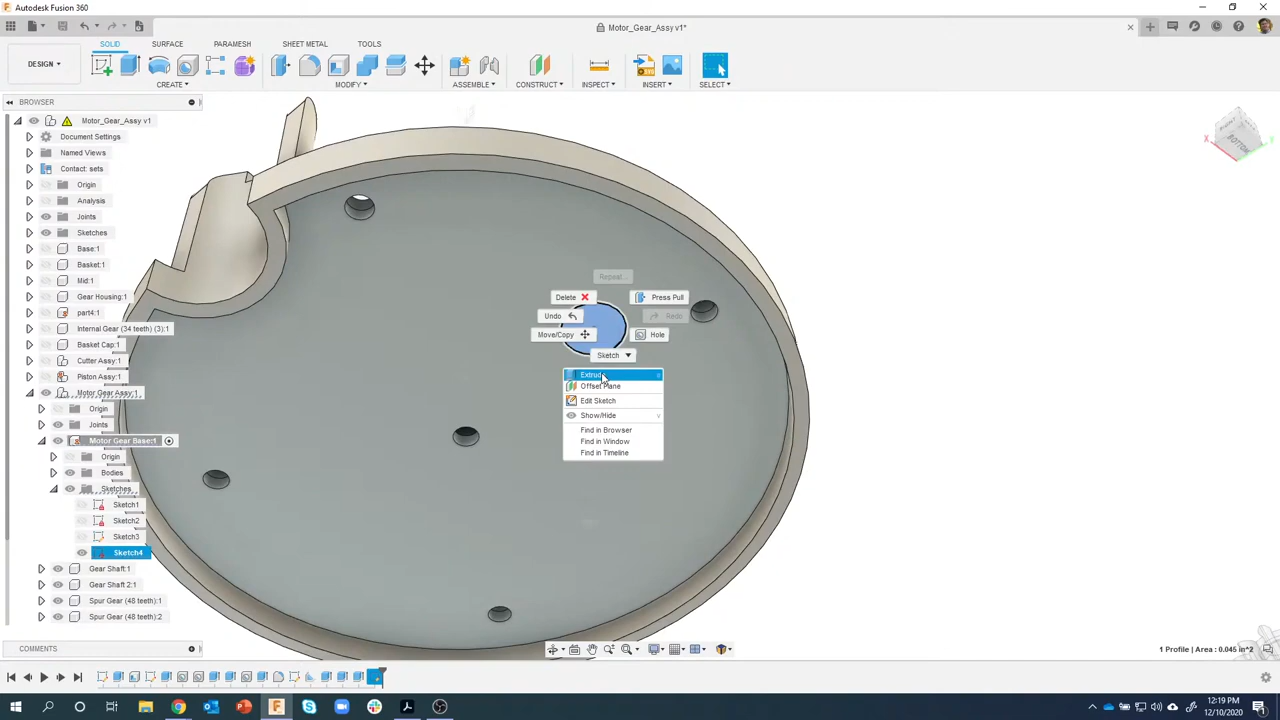 Autodesk Fusion 360
Motor_Gear_Assy v1*
SOLID SURFACE PARAMESH SHEET METAL TOOLS
DESIGN
CREATE MODIFY ASSEMBLE CONSTRUCT INSPECT INSERT SELECT
BROWSER
Motor_Gear_Assy v1
Document Settings
Named Views
Contact: sets
Origin
Analysis
Joints
Sketches
Base:1
Basket:1
Mid:1
Gear Housing:1
part4:1
Internal Gear (34 teeth) (3):1
Basket Cap:1
Cutter Assy:1
Piston Assy:1
Motor Gear Assy:1
Origin
Joints
Motor Gear Base:1
Origin
Bodies
Sketches
Sketch1
Sketch2
Sketch3
Sketch4
Gear Shaft:1
Gear Shaft 2:1
Spur Gear (48 teeth):1
Spur Gear (48 teeth):2
COMMENTS
Repeat...
Delete
Press Pull
Undo
Redo
Move/Copy
Hole
Sketch
Extrude
Offset Plane
Edit Sketch
Show/Hide v
Find in Browser
Find in Window
Find in Timeline
BOTTOM
X
1 Profile | Area : 0.045 in^2
12:19 PM
12/10/2020